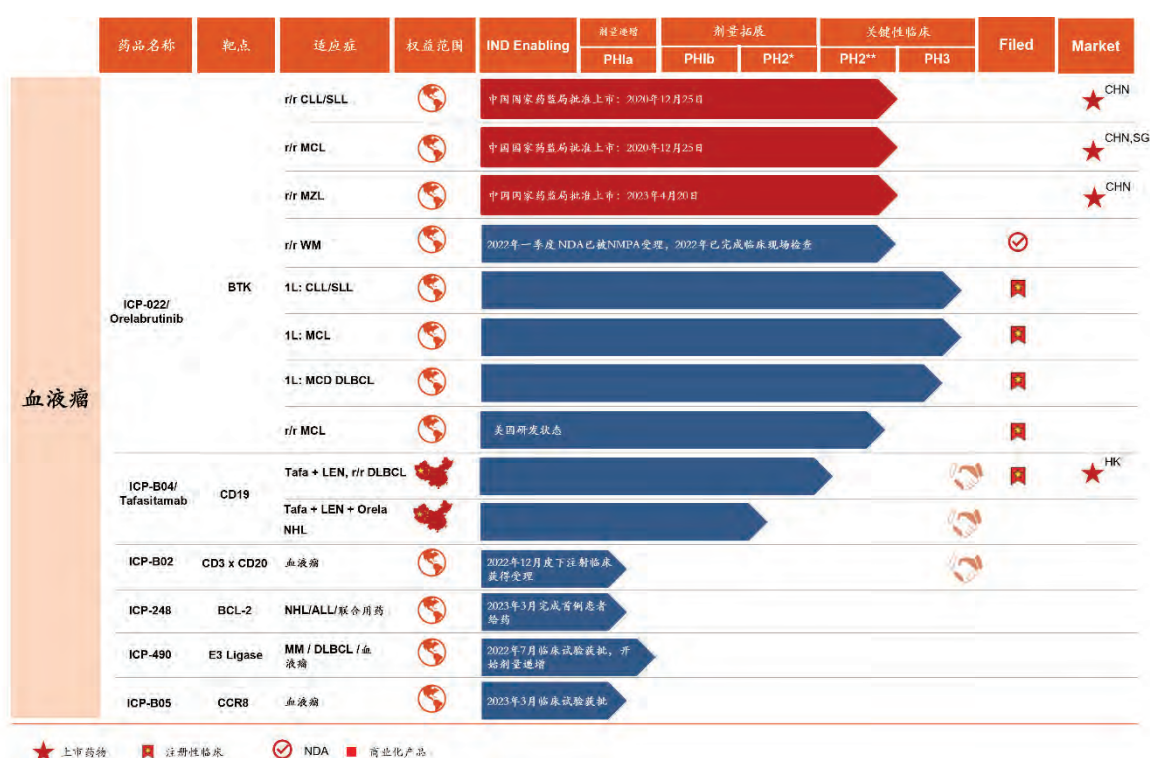 药品名称 靶点 适应症 权益范围 IND Enabling 剂量递增 剂量拓展 关键性临床 Filed Market
PHIa PHIb PH2* PH2** PH3
血液瘤
ICP-022/
Orelabrutinib
BTK
r/r CLL/SLL 中国国家药监局批准上市：2020年12月25日 CHN
r/r MCL 中国国家药监局批准上市：2020年12月25日 CHN,SG
r/r MZL 中国国家药监局批准上市：2023年4月20日 CHN
r/r WM 2022年一季度 NDA已被NMPA受理，2022年已完成临床现场检查
1L: CLL/SLL
1L: MCL
1L: MCD DLBCL
r/r MCL 美国研发状态
ICP-B04/
Tafasitamab
CD19
Tafa + LEN, r/r DLBCL HK
Tafa + LEN + Orela
NHL
ICP-B02 CD3 x CD20 血液瘤 2022年12月皮下注射临床
获得受理
ICP-248 BCL-2 NHL/ALL/联合用药 2023年3月完成首例患者
给药
ICP-490 E3 Ligase MM / DLBCL /血
液瘤
2022年7月临床试验获批，开
始剂量递增
ICP-B05 CCR8 血液瘤 2023年3月临床试验获批
上市药物 注册性临床 NDA 商业化产品